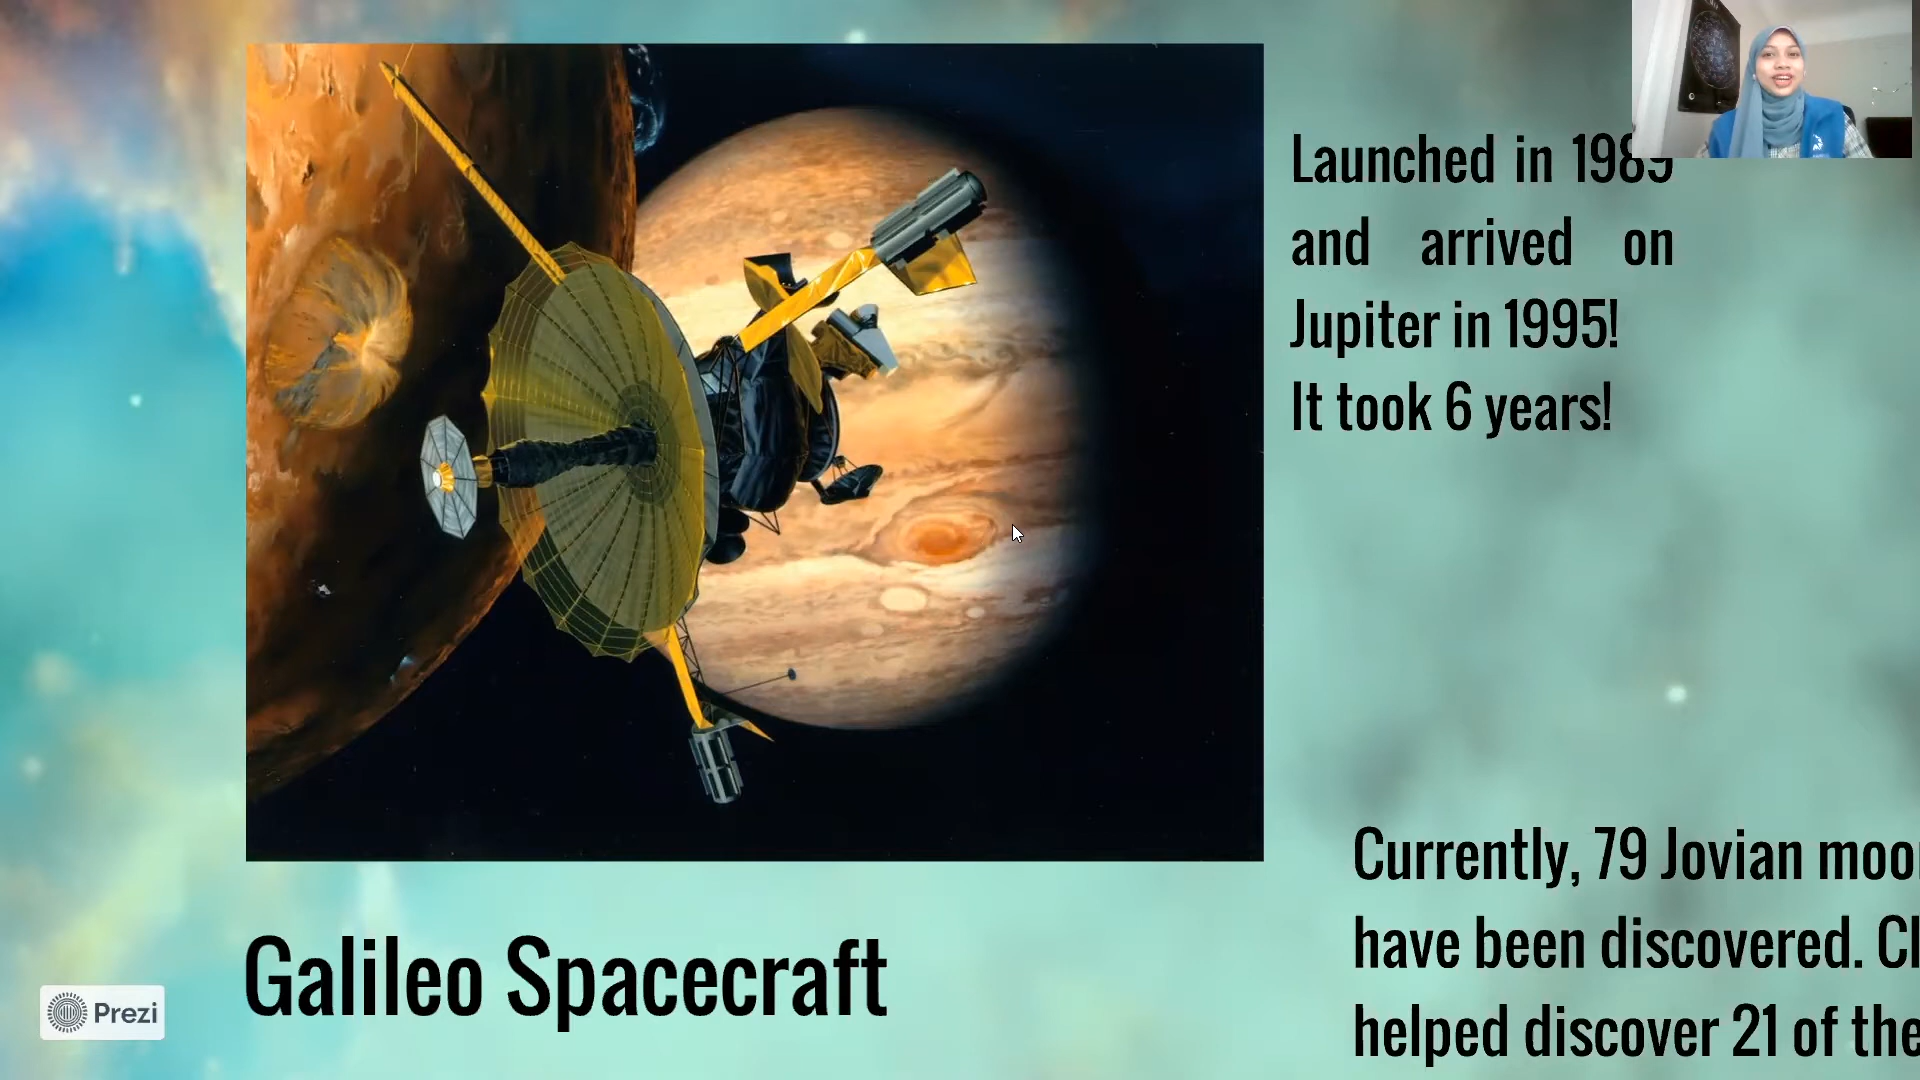 Launched in 1989
and arrived on
Jupiter in 1995!
It took 6 years!
Currently, 79 Jovian
have been discovered.
helped discover 21 of
Galileo Spacecraft
Prezi